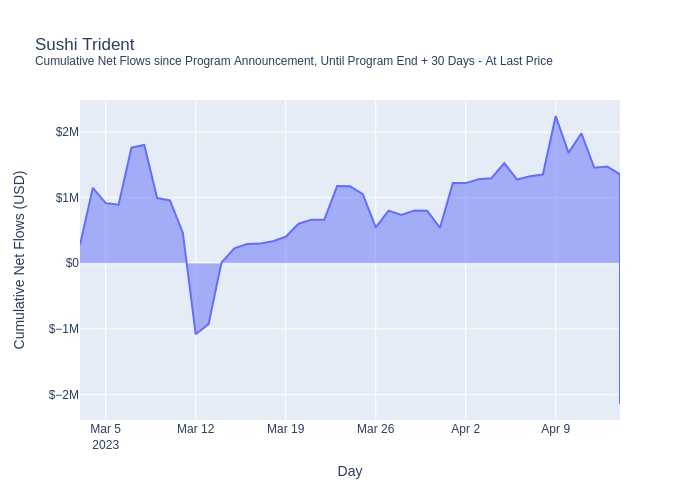 Sushi Trident
Cumulative Net Flows since Program Announcement, Until Program End + 30 Days - At Last Price
Cumulative Net Flows (USD)
$2M
$1M
$0
$−1M
$−2M
Mar 5
2023
Mar 12
Mar 19
Mar 26
Apr 2
Apr 9
Day